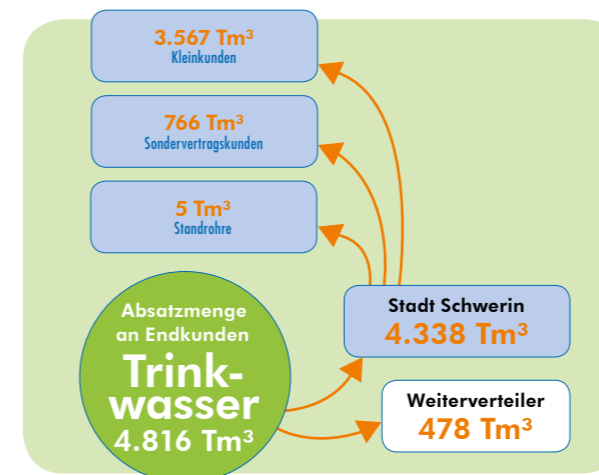 3.567 Tm³
Kleinkunden
766 Tm³
Sondervertragskunden
5 Tm³
Standrohre
Absatzmenge
an Endkunden
Trink-
wasser
4.816 Tm³
Stadt Schwerin
4.338 Tm³
Weiterverteiler
478 Tm³